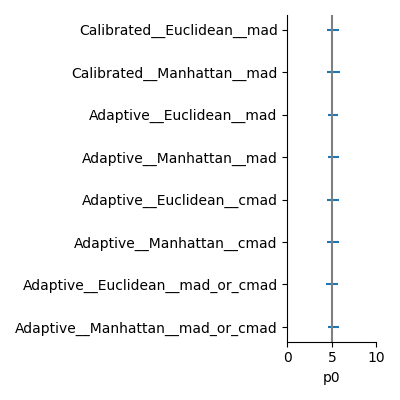 Calibrated__Euclidean__mad
Calibrated__Manhattan__mad
Adaptive__Euclidean__mad
Adaptive__Manhattan__mad
Adaptive__Euclidean__cmad
Adaptive__Manhattan__cmad
Adaptive__Euclidean__mad_or_cmad
Adaptive__Manhattan__mad_or_cmad
0 5 10
p0